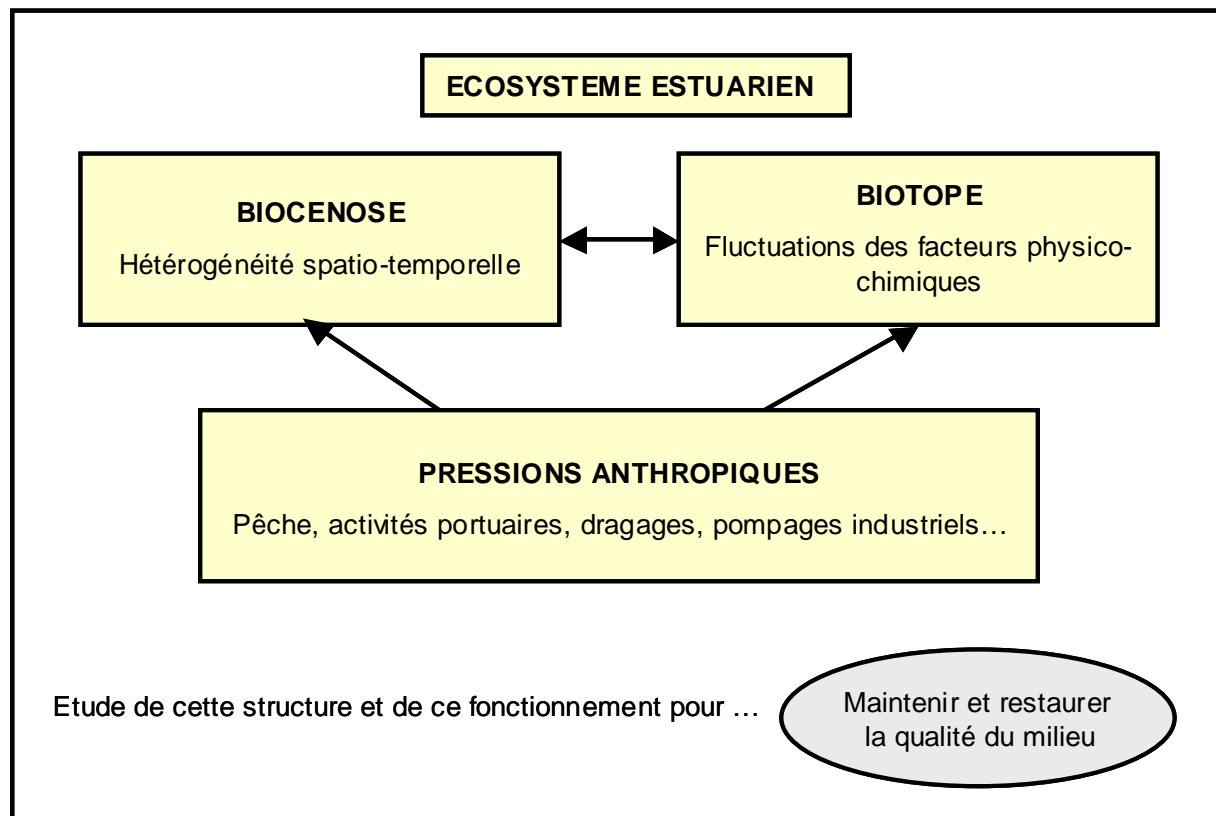 ECOSYSTEME ESTUARIEN
BIOCENOSE
Hétérogénéité spatio-temporelle
BIOTOPE
Fluctuations des facteurs physico-
chimiques
PRESSIONS ANTHROPIQUES
Pêche, activités portuaires, dragages, pompages industriels…
Etude de cette structure et de ce fonctionnement pour …
Maintenir et restaurer
la qualité du milieu